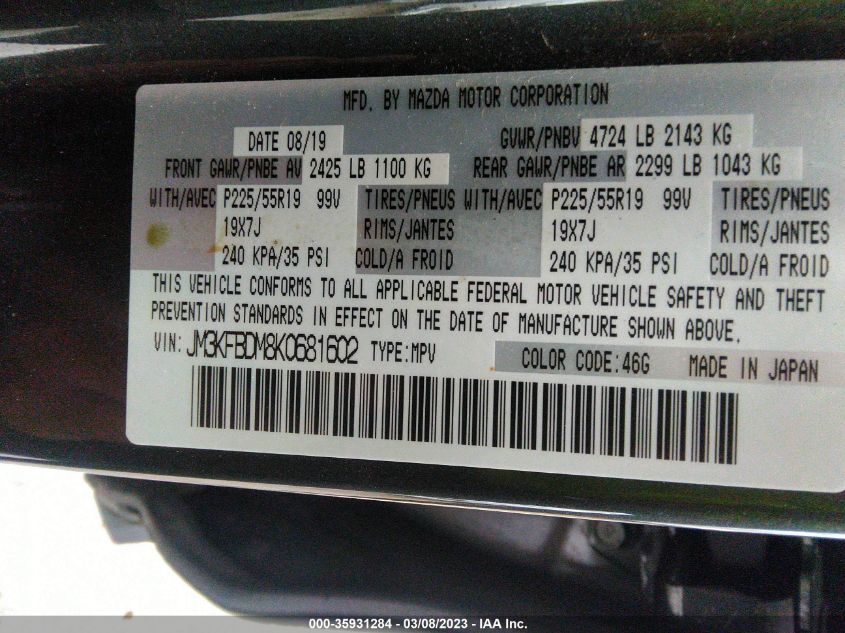 MFD. BY MAZDA MOTOR CORPORATION
DATE 08/19 GVWR/PNBV 4724 LB 2143 KG
FRONT GAWR/PNBE AV 2425 LB 1100 KG REAR GAWR/PNBE AR 2299 LB 1043 KG
WITH/AVEC P225/55R19 99V TIRES/PNEUS WITH/AVEC P225/55R19 99V TIRES/PNEUS
19X7J RIMS/JANTES 19X7J RIMS/JANTES
240 KPA/35 PSI COLD/A FROID 240 KPA/35 PSI COLD/A FROID
THIS VEHICLE CONFORMS TO ALL APPLICABLE FEDERAL MOTOR VEHICLE SAFETY AND THEFT
PREVENTION STANDARDS IN EFFECT ON THE DATE OF MANUFACTURE SHOWN ABOVE.
VIN: JM3KFBDM8K0681602 TYPE:MPV COLOR CODE:46G MADE IN JAPAN
000-35931284 - 03/08/2023 - IAA Inc.